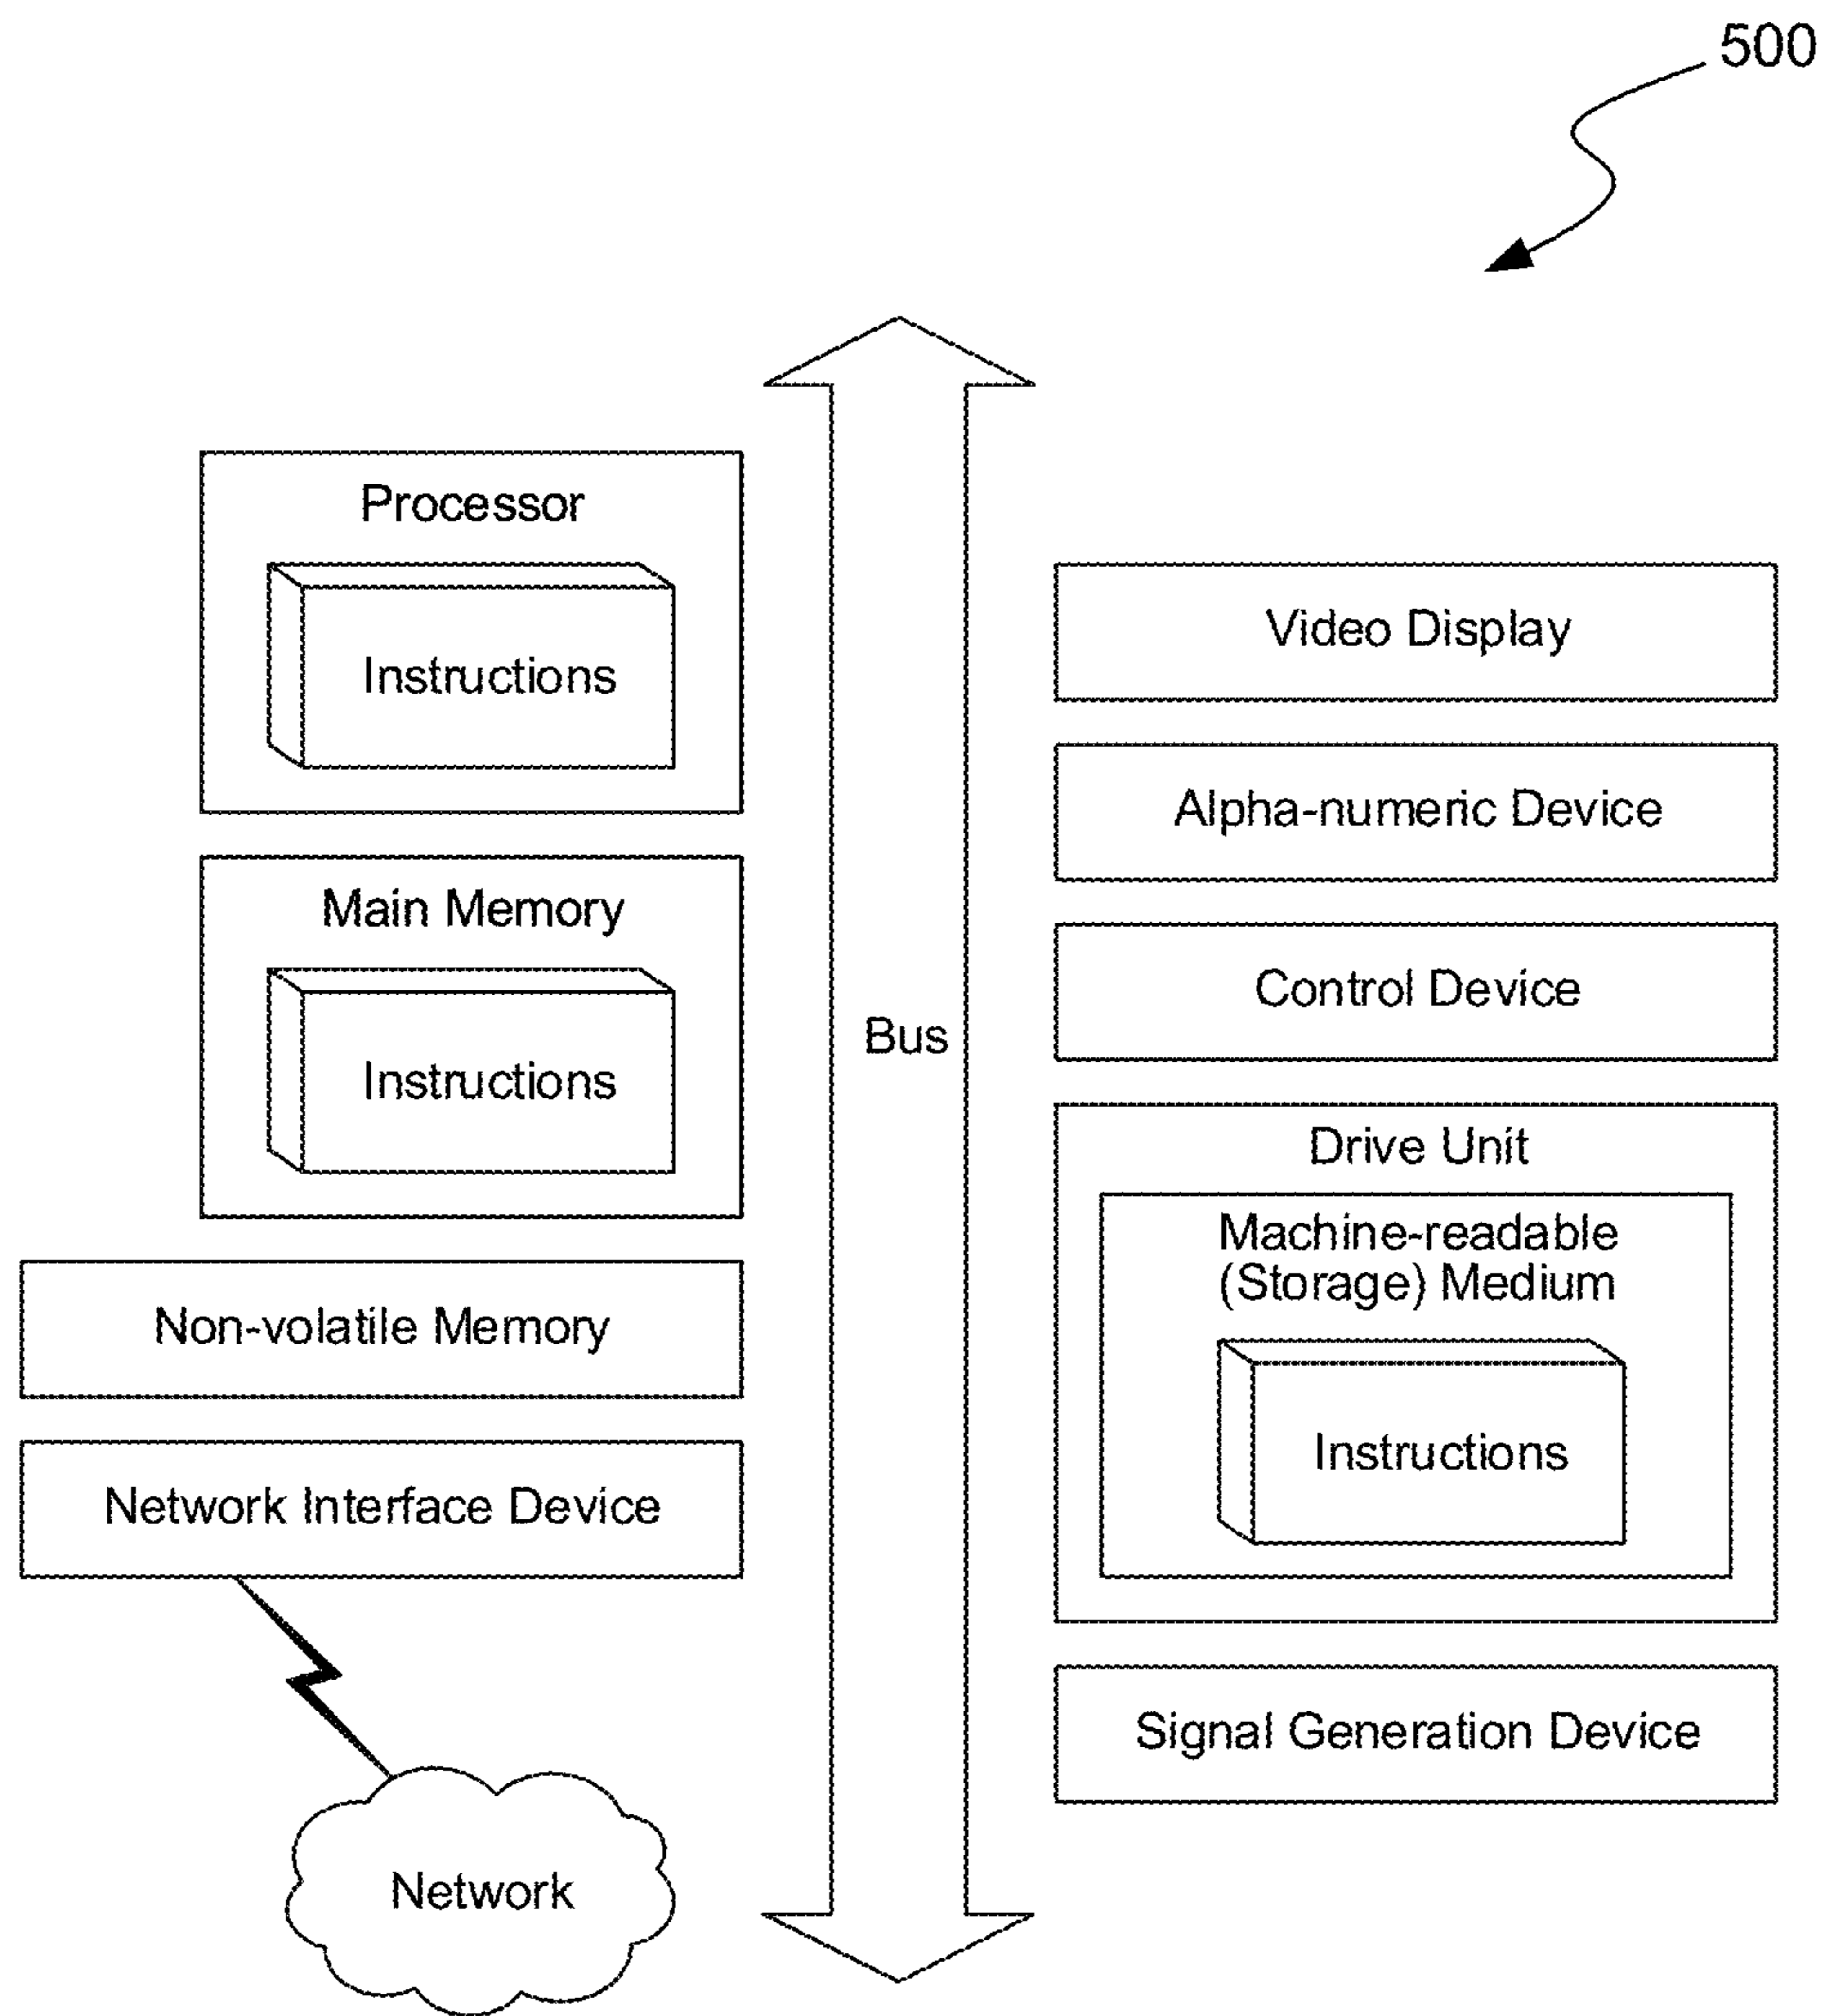 500
Processor
Instructions
Main Memory
Instructions
Non-volatile Memory
Network Interface Device
Network
Bus
Video Display
Alpha-numeric Device
Control Device
Drive Unit
Machine-readable
(Storage) Medium
Instructions
Signal Generation Device